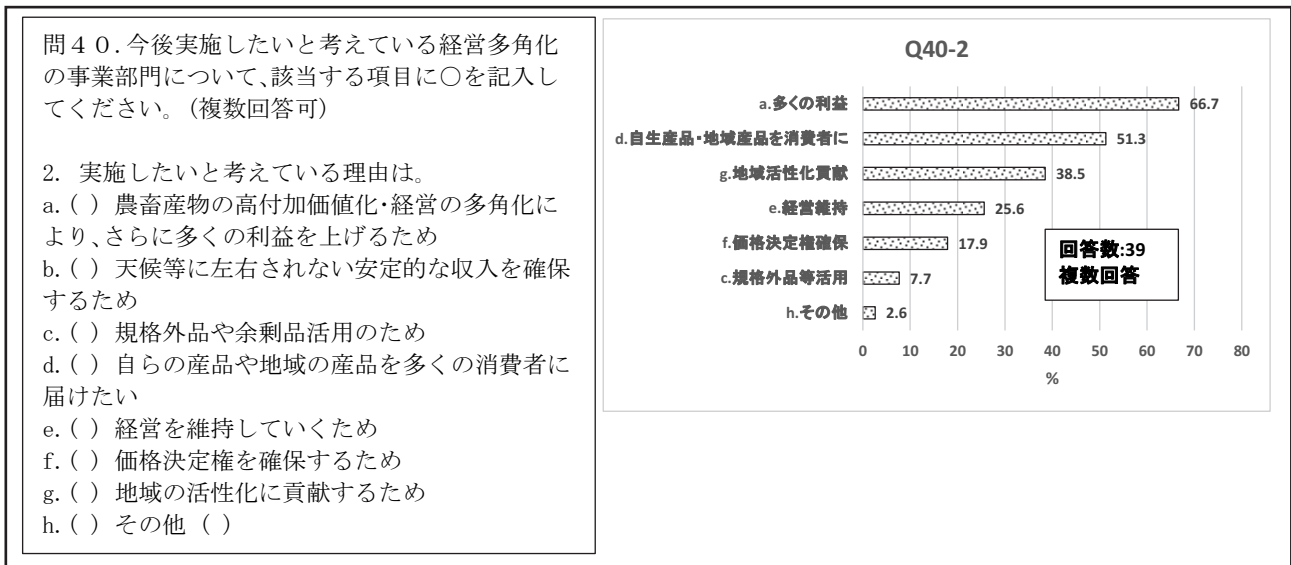 問４０．今後実施したいと考えている経営多角化
の事業部門について、該当する項目に〇を記入し
てください。（複数回答可）
2. 実施したいと考えている理由は。
a.( ) 農畜産物の高付加価値化・経営の多角化に
より、さらに多くの利益を上げるため
b.( ) 天候等に左右されない安定的な収入を確保
するため
c.( ) 規格外品や余剰品活用のため
d.( ) 自らの産品や地域の産品を多くの消費者に
届けたい
e.( ) 経営を維持していくため
f.( ) 価格決定権を確保するため
g.( ) 地域の活性化に貢献するため
h.( ) その他 ( )
Q40-2
a.多くの利益 66.7
d.自生産品・地域産品を消費者に 51.3
g.地域活性化貢献 38.5
e.経営維持 25.6
f.価格決定権確保 17.9
c.規格外品等活用 7.7
h.その他 2.6
回答数:39
複数回答
0 10 20 30 40 50 60 70 80
%